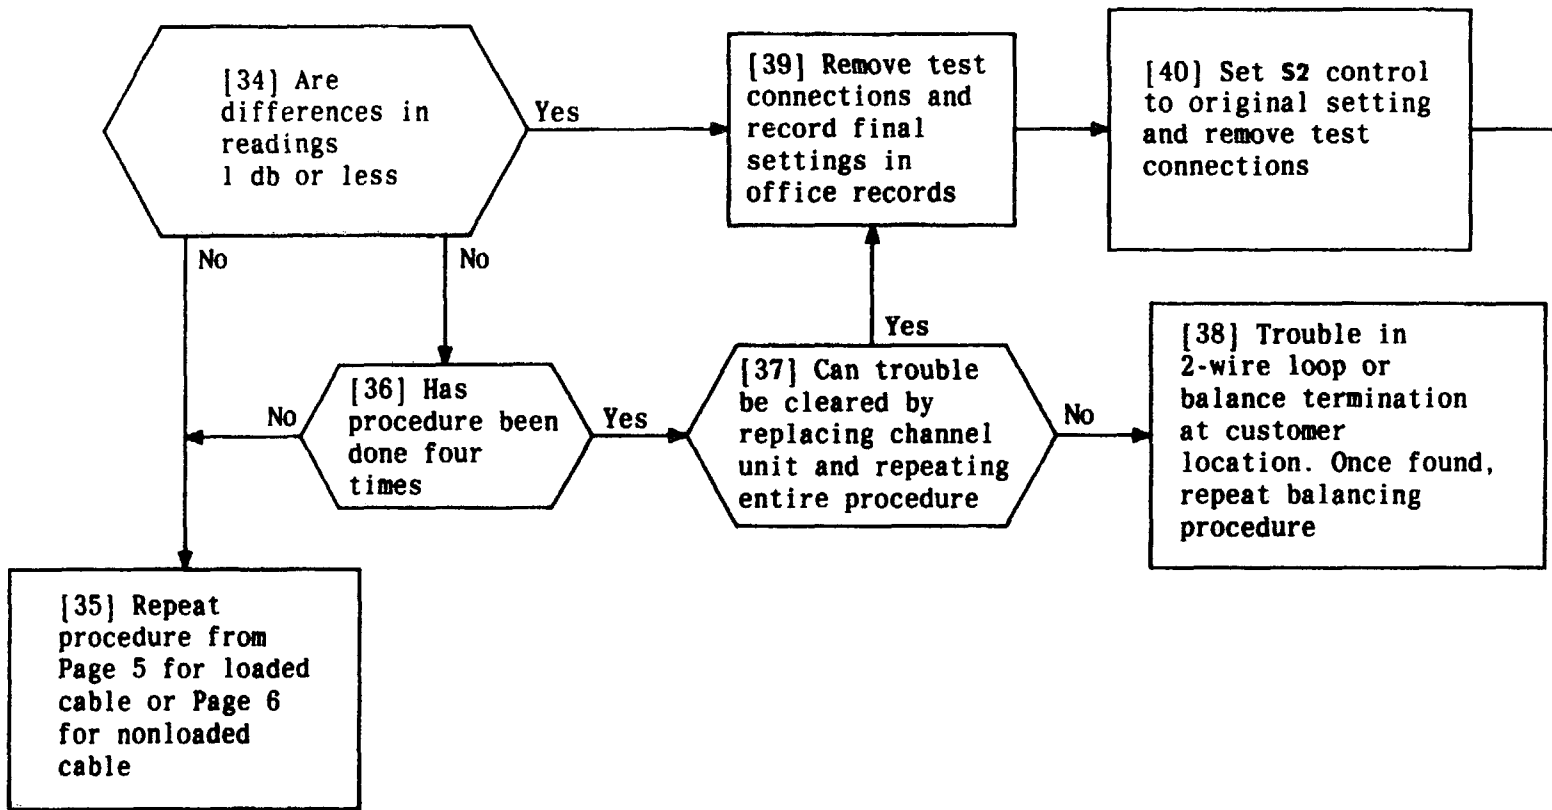 [34] Are
differences in
readings
1 db or less
Yes
[39] Remove test
connections and
record final
settings in
office records
[40] Set S2 control
to original setting
and remove test
connections
No
No
[36] Has
procedure been
done four
times
No
Yes
[37] Can trouble
be cleared by
replacing channel
unit and repeating
entire procedure
Yes
No
[38] Trouble in
2-wire loop or
balance termination
at customer
location. Once found,
repeat balancing
procedure
[35] Repeat
procedure from
Page 5 for loaded
cable or Page 6
for nonloaded
cable